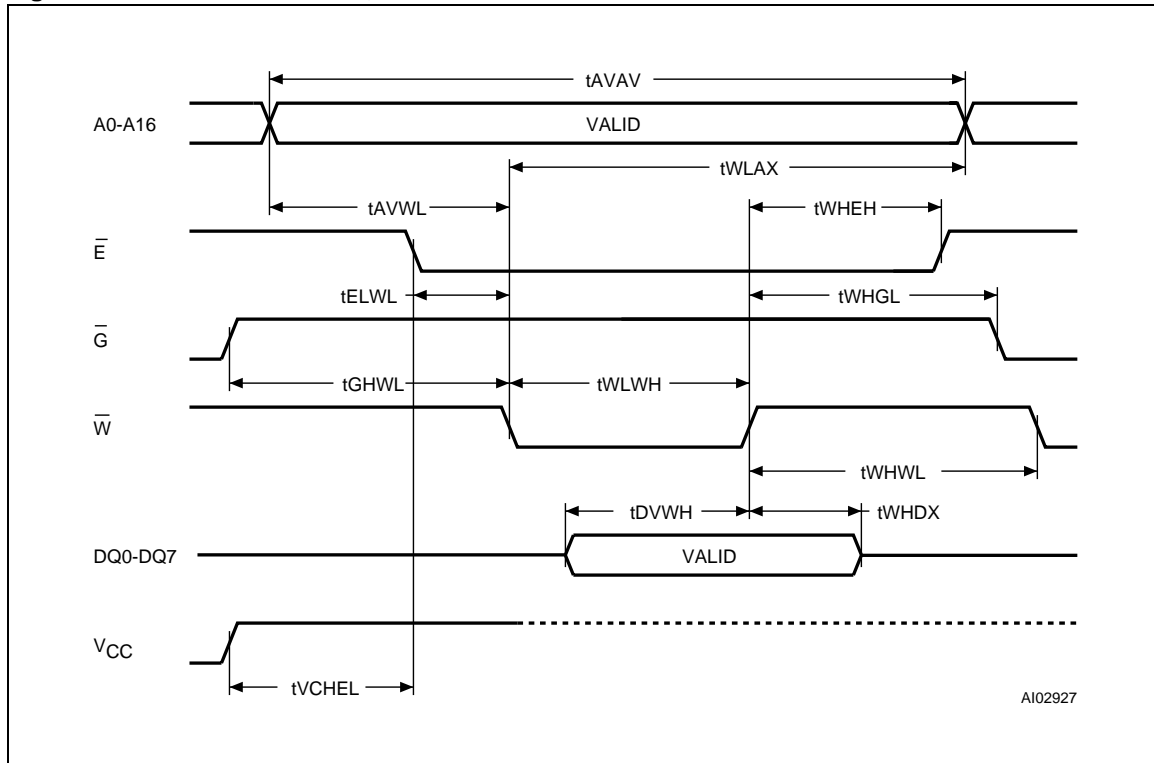 tAVAV
A0-A16
VALID
tWLAX
tAVWL
tWHEH
E̅
tELWL
tWHGL
G̅
tGHWL
tWLWH
W̅
tWHWL
tDVWH
tWHDX
DQ0-DQ7
VALID
VCC
tVCHEL
AI02927